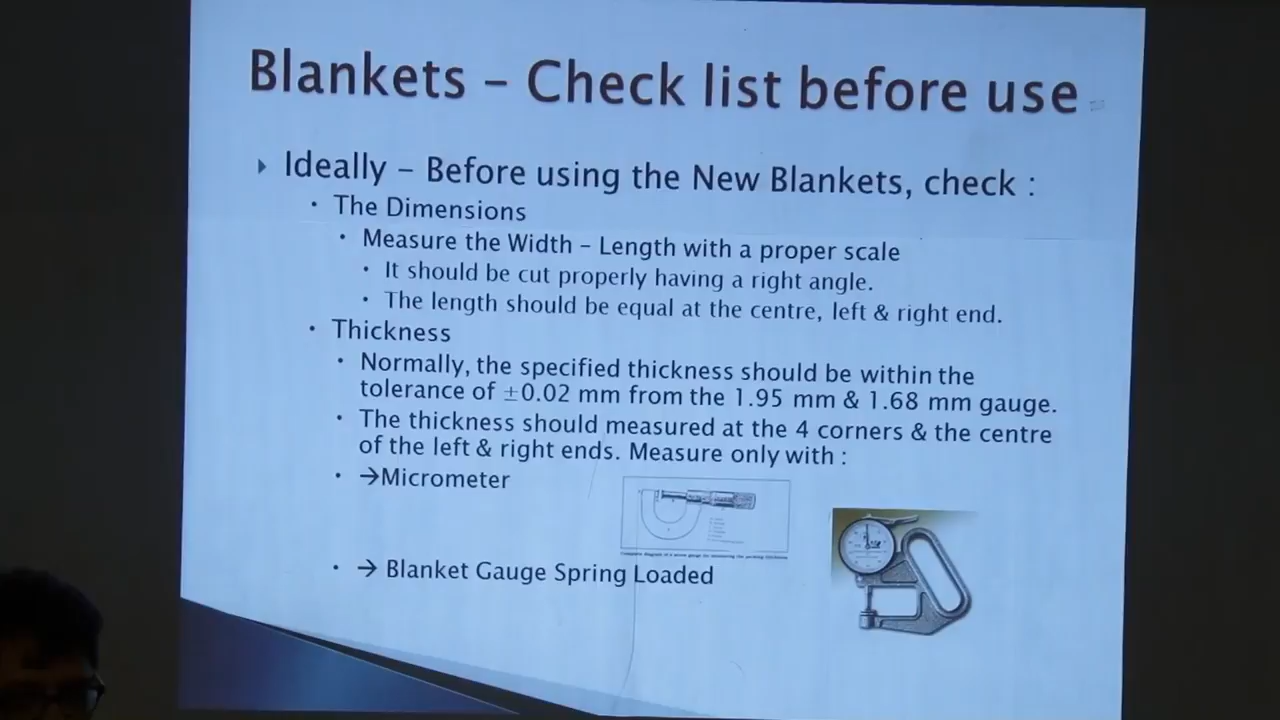 Blankets – Check list before use
Ideally – Before using the New Blankets, check :
• The Dimensions
• Measure the Width – Length with a proper scale
• It should be cut properly having a right angle.
• The length should be equal at the centre, left & right end.
• Thickness
• Normally, the specified thickness should be within the
tolerance of ±0.02 mm from the 1.95 mm & 1.68 mm gauge.
• The thickness should measured at the 4 corners & the centre
of the left & right ends. Measure only with :
• →Micrometer
• → Blanket Gauge Spring Loaded